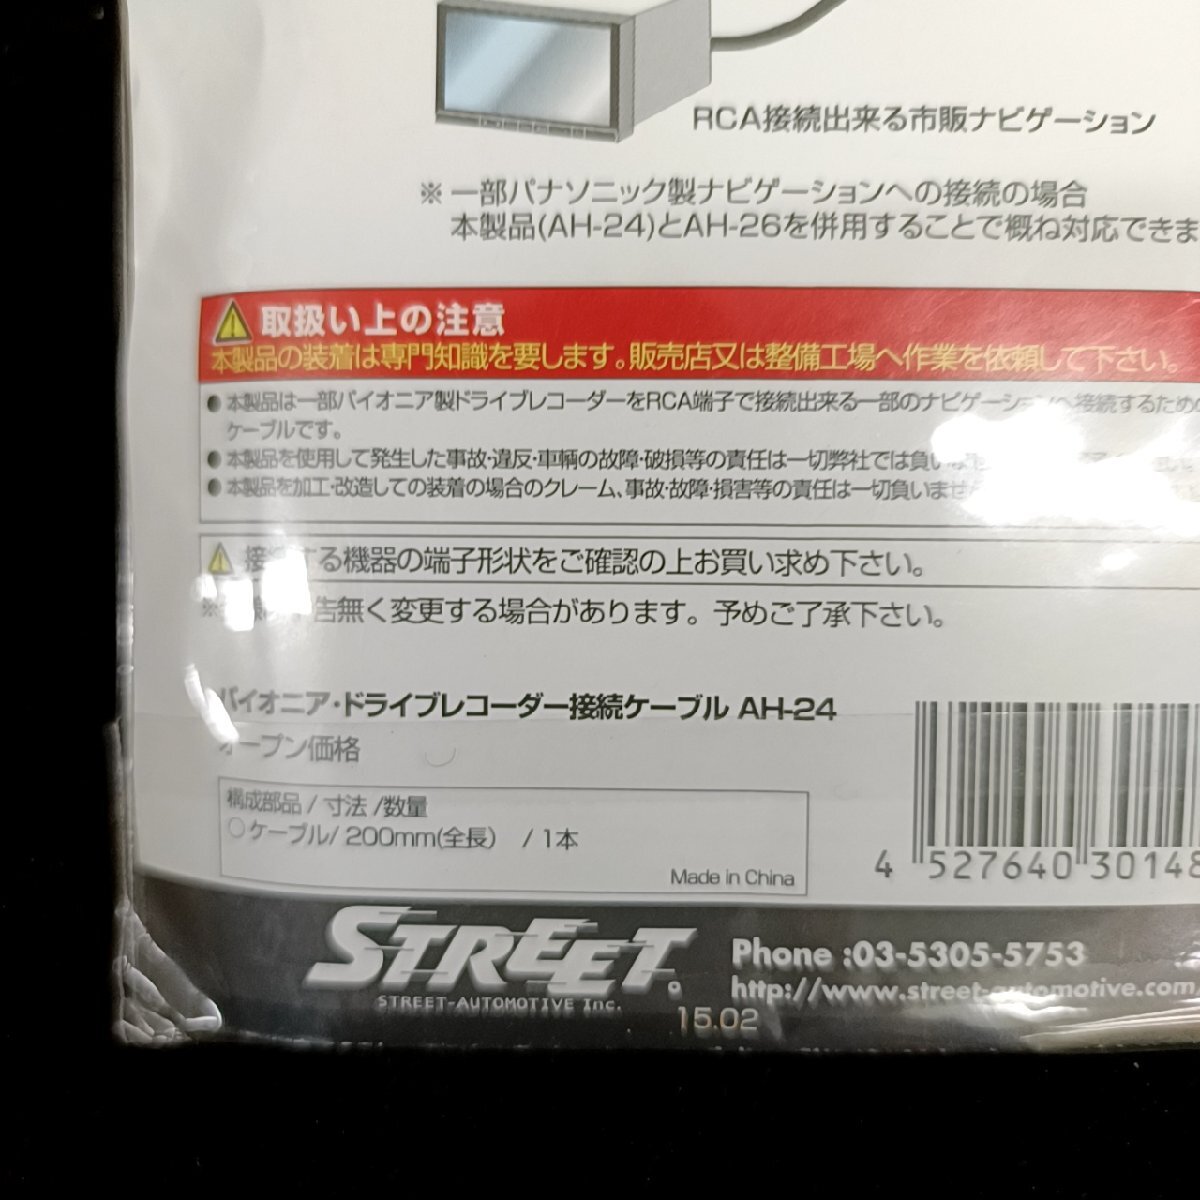 RCA接続出来る市販ナビゲーション
※ 一部パナソニック製ナビゲーションへの接続の場合
本製品(AH-24)とAH-26を併用することで概ね対応できま
取扱い上の注意
本製品の装着は専門知識を要します。販売店又は整備工場へ作業を依頼して下さい。
●本製品は一部パイオニア製ドライブレコーダーをRCA端子で接続出来る一部のナビゲーションへ接続するための
ケーブルです。
●本製品を使用して発生した事故・違反・車輌の故障・破損等の責任は一切弊社では負いな
●本製品を加工・改造しての装着の場合のクレーム、事故・故障・損害等の責任は一切負いません
する機器の端子形状をご確認の上お買い求め下さい。
告無く変更する場合があります。予めご了承下さい。
パイオニア・ドライブレコーダー接続ケーブル AH-24
オープン価格
構成部品 / 寸法 /数量
○ケーブル/ 200mm(全長) / 1本
Made in China
4 527640 30148
STREET。
STREET-AUTOMOTIVE Inc.
Phone :03-5305-5753
http://www.street-automotive.com
15.02